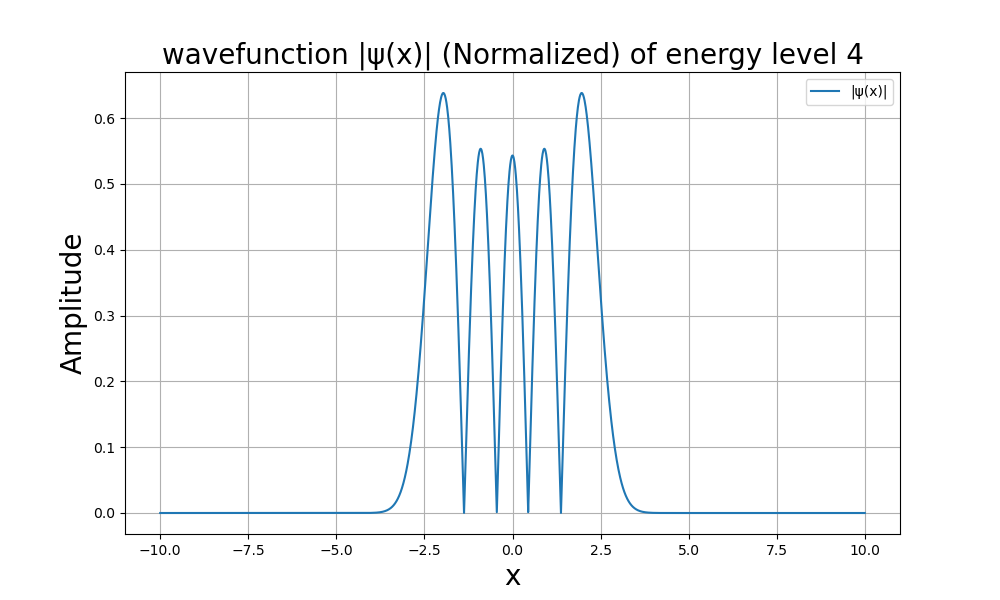 wavefunction |ψ(x)| (Normalized) of energy level 4
|ψ(x)|
Amplitude
0.6
0.5
0.4
0.3
0.2
0.1
0.0
−10.0 −7.5 −5.0 −2.5 0.0 2.5 5.0 7.5 10.0
x